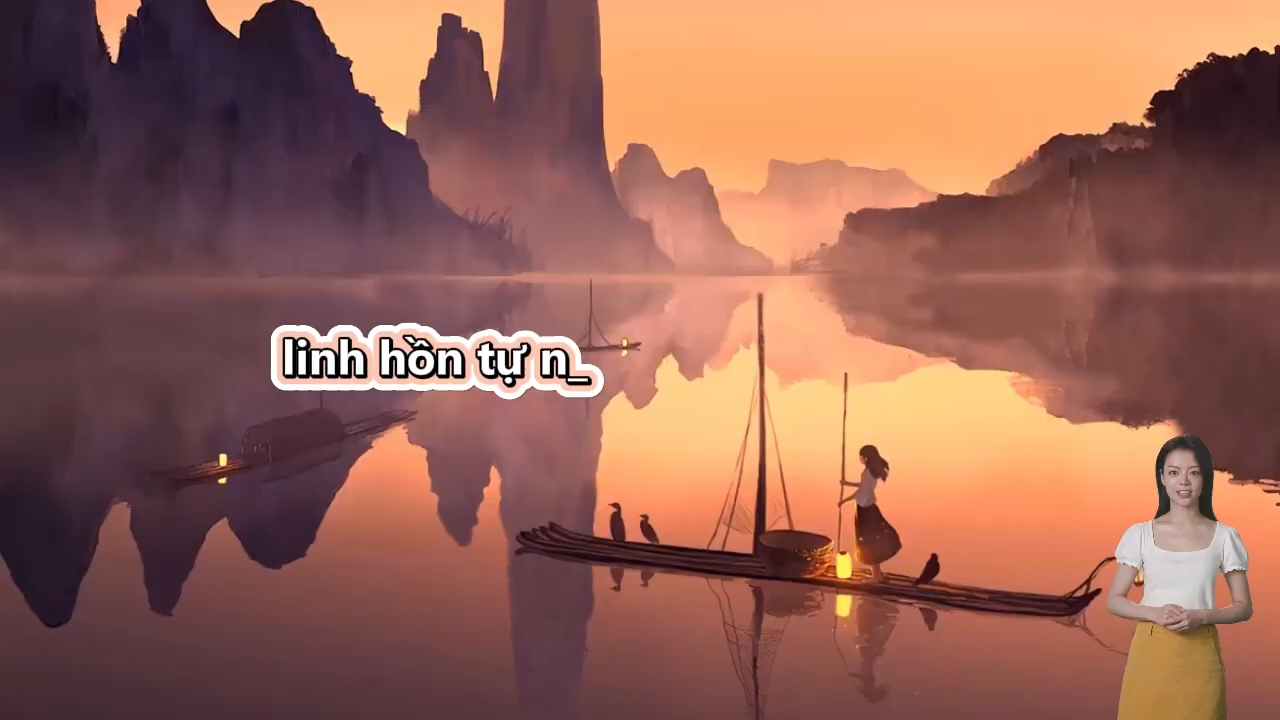 linh hồn tự n_